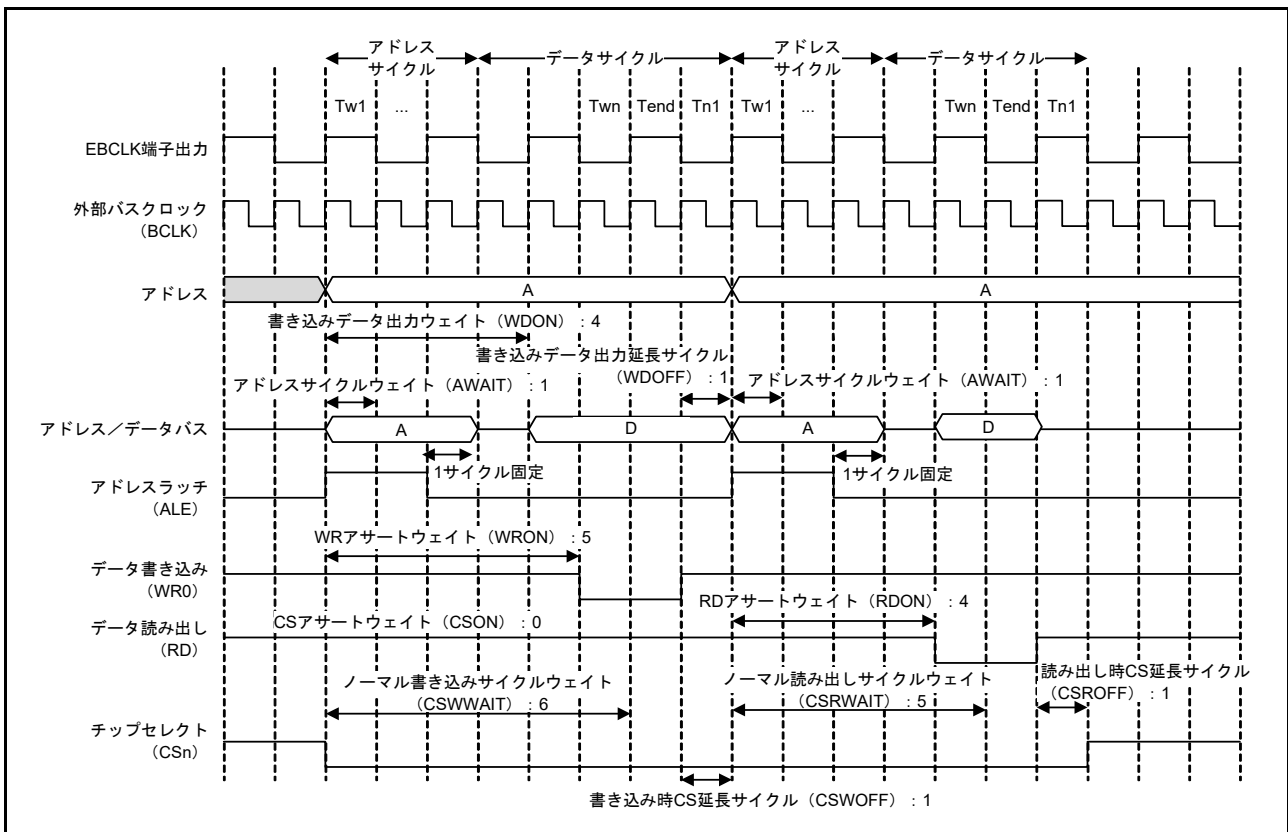 アドレス
サイクル
データサイクル
アドレス
サイクル
データサイクル
Tw1 ... Twn Tend Tn1 Tw1 ... Twn Tend Tn1
EBCLK端子出力
外部バスクロック
（BCLK）
アドレス
A A
書き込みデータ出力ウェイト（WDON）：4
書き込みデータ出力延長サイクル
（WDOFF）：1
アドレスサイクルウェイト（AWAIT）：1
アドレスサイクルウェイト（AWAIT）：1
アドレス／データバス
A D A D
1サイクル固定
1サイクル固定
アドレスラッチ
（ALE）
WRアサートウェイト（WRON）：5
データ書き込み
（WR0）
RDアサートウェイト（RDON）：4
CSアサートウェイト（CSON）：0
データ読み出し
（RD）
ノーマル書き込みサイクルウェイト
（CSWWAIT）：6
ノーマル読み出しサイクルウェイト
（CSRWAIT）：5
読み出し時CS延長サイクル
（CSROFF）：1
チップセレクト
（CSn）
書き込み時CS延長サイクル（CSWOFF）：1